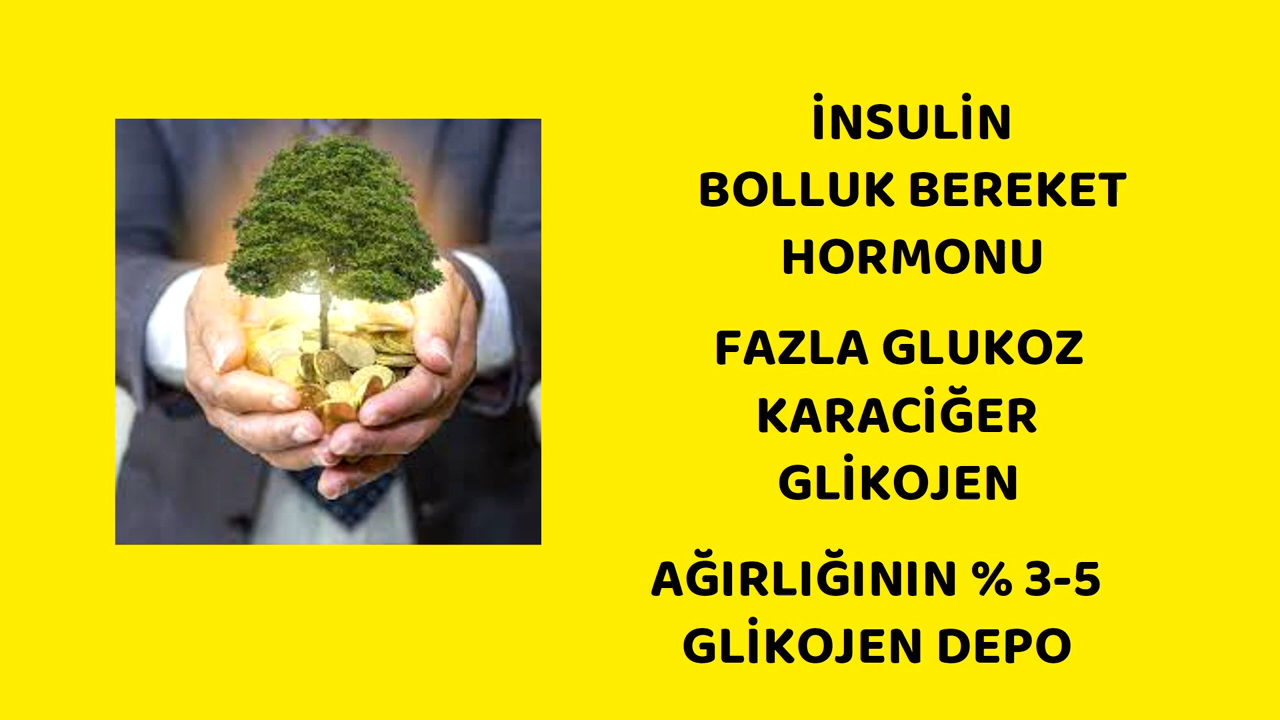 İNSULİN
BOLLUK BEREKET
HORMONU
FAZLA GLUKOZ
KARACİĞER
GLİKOJEN
AĞIRLIĞININ % 3-5
GLİKOJEN DEPO